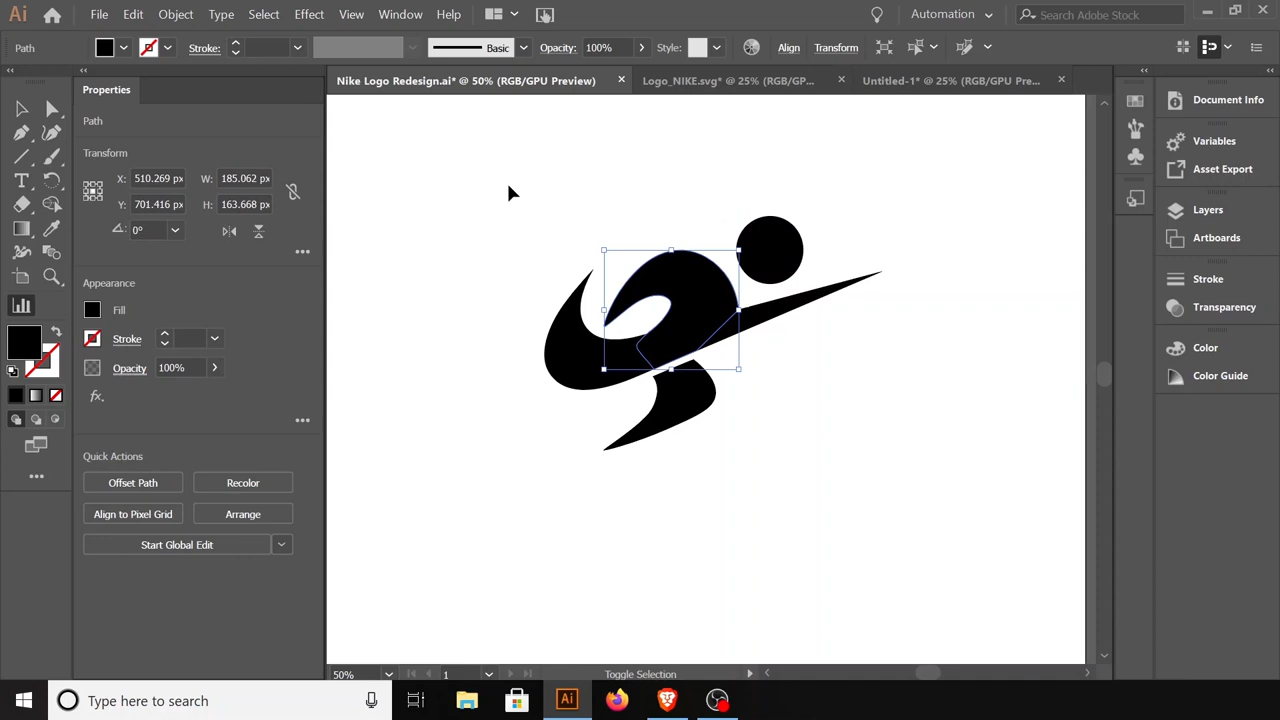 Ai File Edit Object Type Select Effect View Window Help Automation Search Adobe Stock
Path Stroke: Basic Opacity: 100% Style: Align Transform
Nike Logo Redesign.ai* @ 50% (RGB/GPU Preview) Logo_NIKE.svg* @ 25% (RGB/GP... Untitled-1* @ 25% (RGB/GPU Pre...
Properties
Path
Transform
X: 510.269 px W: 185.062 px
Y: 701.416 px H: 163.668 px
0°
Appearance
Fill
Stroke
Opacity 100%
fx.
Quick Actions
Offset Path Recolor
Align to Pixel Grid Arrange
Start Global Edit
Document Info
Variables
Asset Export
Layers
Artboards
Stroke
Transparency
Color
Color Guide
50% 1 Toggle Selection
Type here to search Ai